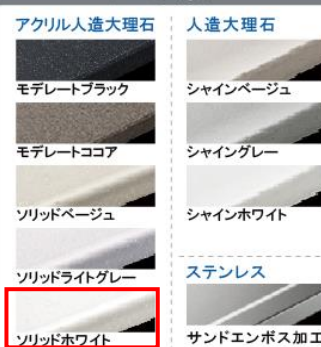 アクリル人造大理石
モデレートブラック
モデレートココア
ソリッドベージュ
ソリッドライトグレー
ソリッドホワイト
人造大理石
シャインベージュ
シャイングレー
シャインホワイト
ステンレス
サンドエンボス加工